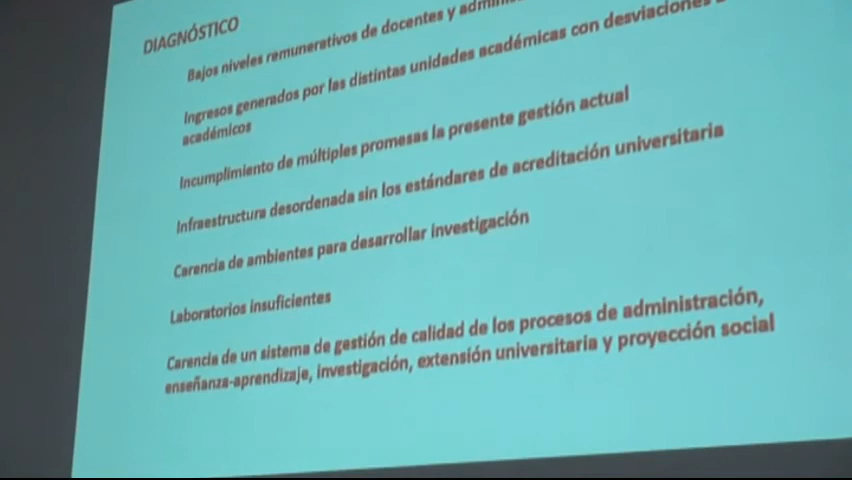 DIAGNÓSTICO
Bajos niveles remunerativos de docentes y
Ingresos generados por las distintas unidades académicas con desviaciones
académicos
Incumplimiento de múltiples promesas la presente gestión actual
Infraestructura desordenada sin los estándares de acreditación universitaria
Carencia de ambientes para desarrollar investigación
Laboratorios insuficientes
Carencia de un sistema de gestión de calidad de los procesos de administración,
enseñanza-aprendizaje, investigación, extensión universitaria y proyección social